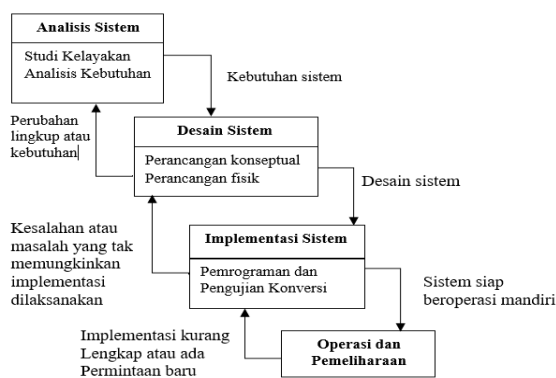 Analisis Sistem
Studi Kelayakan
Analisis Kebutuhan
Kebutuhan sistem
Perubahan
lingkup atau
kebutuhan
Desain Sistem
Perancangan konseptual
Perancangan fisik
Desain sistem
Kesalahan atau
masalah yang tak
memungkinkan
implementasi
dilaksanakan
Implementasi Sistem
Pemrograman dan
Pengujian Konversi
Sistem siap
beroperasi mandiri
Implementasi kurang
Lengkap atau ada
Permintaan baru
Operasi dan
Pemeliharaan